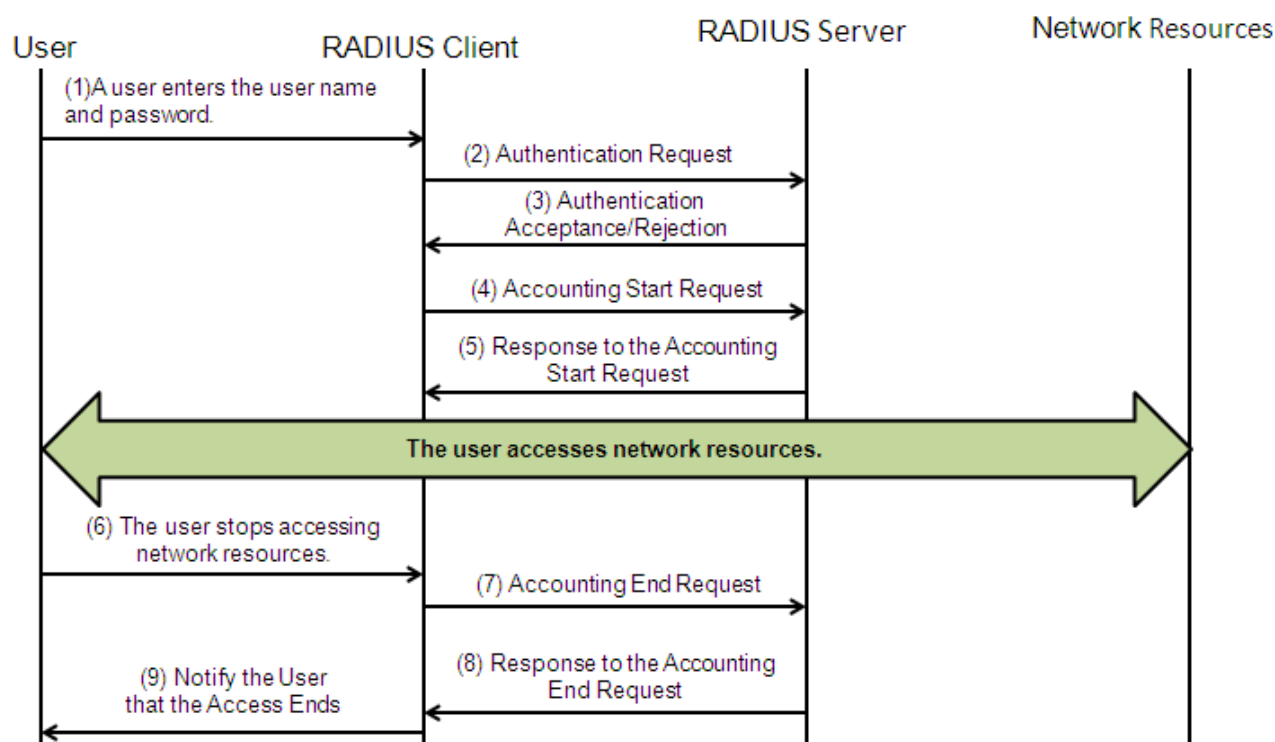 User
RADIUS Client
RADIUS Server
Network Resources
(1)A user enters the user name
and password.
(2) Authentication Request
(3) Authentication
Acceptance/Rejection
(4) Accounting Start Request
(5) Response to the Accounting
Start Request
The user accesses network resources.
(6) The user stops accessing
network resources.
(7) Accounting End Request
(8) Response to the Accounting
End Request
(9) Notify the User
that the Access Ends